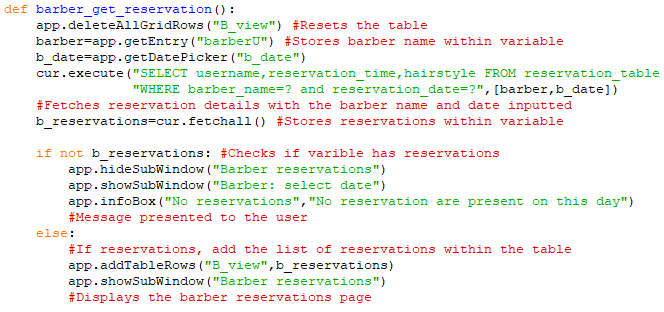 def barber_get_reservation():
    app.deleteAllGridRows("B_view") #Resets the table
    barber=app.getEntry("barberU") #Stores barber name within variable
    b_date=app.getDatePicker("b_date")
    cur.execute("SELECT username,reservation_time,hairstyle FROM reservation_table "
                "WHERE barber_name=? and reservation_date=?",[barber,b_date])
    #Fetches reservation details with the barber name and date inputted
    b_reservations=cur.fetchall() #Stores reservations within variable

    if not b_reservations: #Checks if varible has reservations
        app.hideSubWindow("Barber reservations")
        app.showSubWindow("Barber: select date")
        app.infoBox("No reservations","No reservation are present on this day")
        #Message presented to the user
    else:
        #If reservations, add the list of reservations within the table
        app.addTableRows("B_view",b_reservations)
        app.showSubWindow("Barber reservations")
        #Displays the barber reservations page